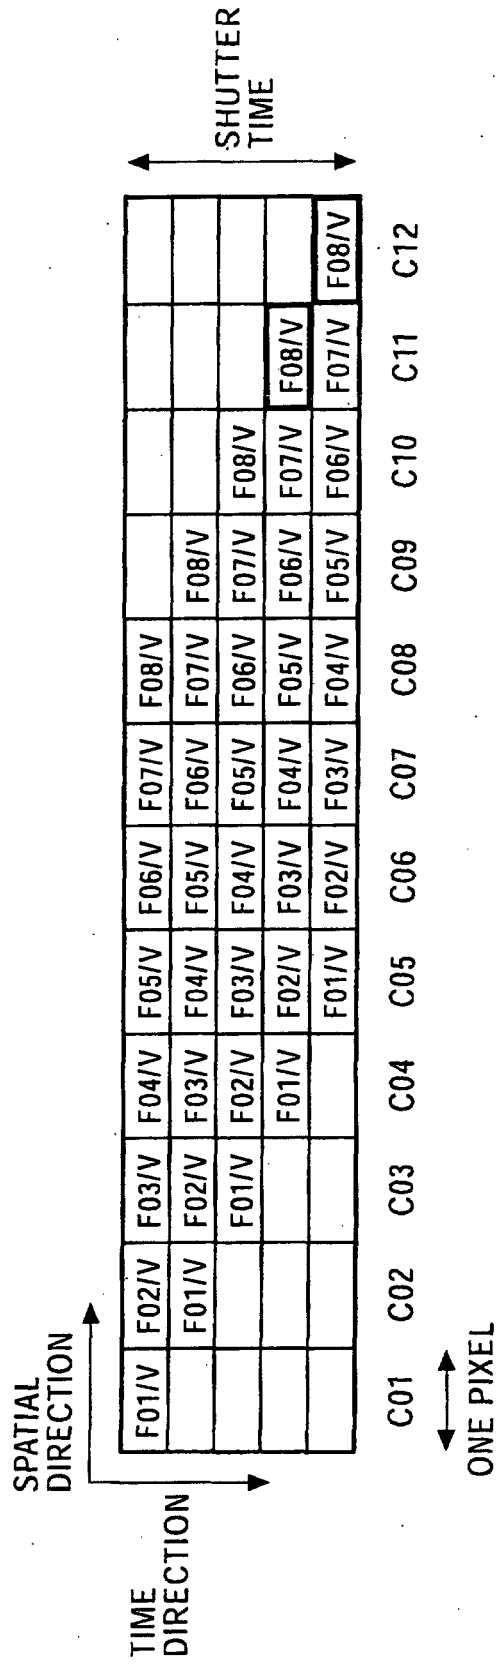 SPATIAL
DIRECTION
TIME
DIRECTION
SHUTTER
TIME
F01/V F02/V F03/V F04/V F05/V F06/V F07/V F08/V
F01/V F02/V F03/V F04/V F05/V F06/V F07/V F08/V
F01/V F02/V F03/V F04/V F05/V F06/V F07/V F08/V
F01/V F02/V F03/V F04/V F05/V F06/V F07/V F08/V
F01/V F02/V F03/V F04/V F05/V F06/V F07/V F08/V
C01 C02 C03 C04 C05 C06 C07 C08 C09 C10 C11 C12
ONE PIXEL